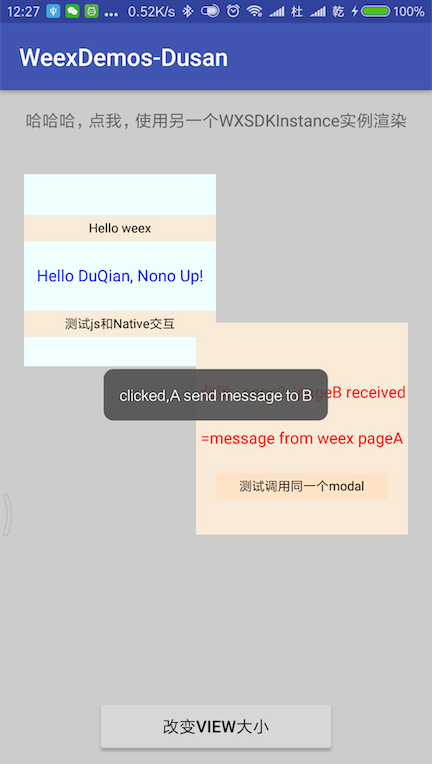 12:27
... 0.52K/s
杜
乾
100%
WeexDemos-Dusan
哈哈哈，点我，使用另一个WXSDKInstance实例渲染
Hello weex
Hello DuQian, Nono Up!
测试js和Native交互
clicked,A send message to B
geB received
=message from weex pageA
测试调用同一个modal
改变VIEW大小